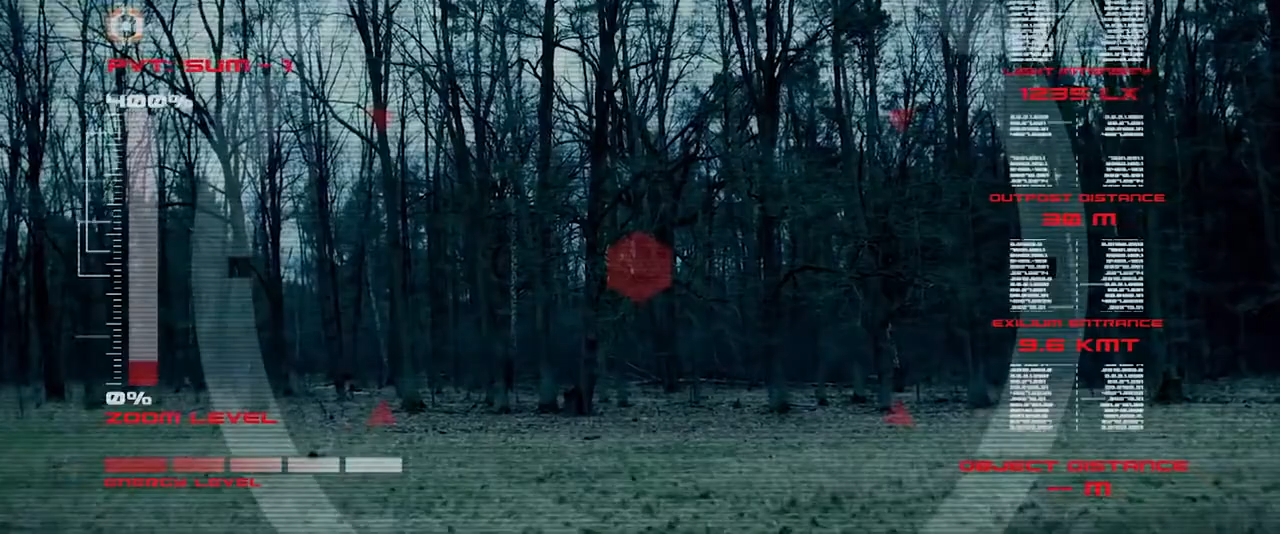 PVT. SUM - 1
400%
0%
ZOOM LEVEL
ENERGY LEVEL
LIGHT INTENSITY
1235 LX
OUTPOST DISTANCE
30 M
EXILIUM ENTRANCE
9.6 KMT
OBJECT DISTANCE
-- M